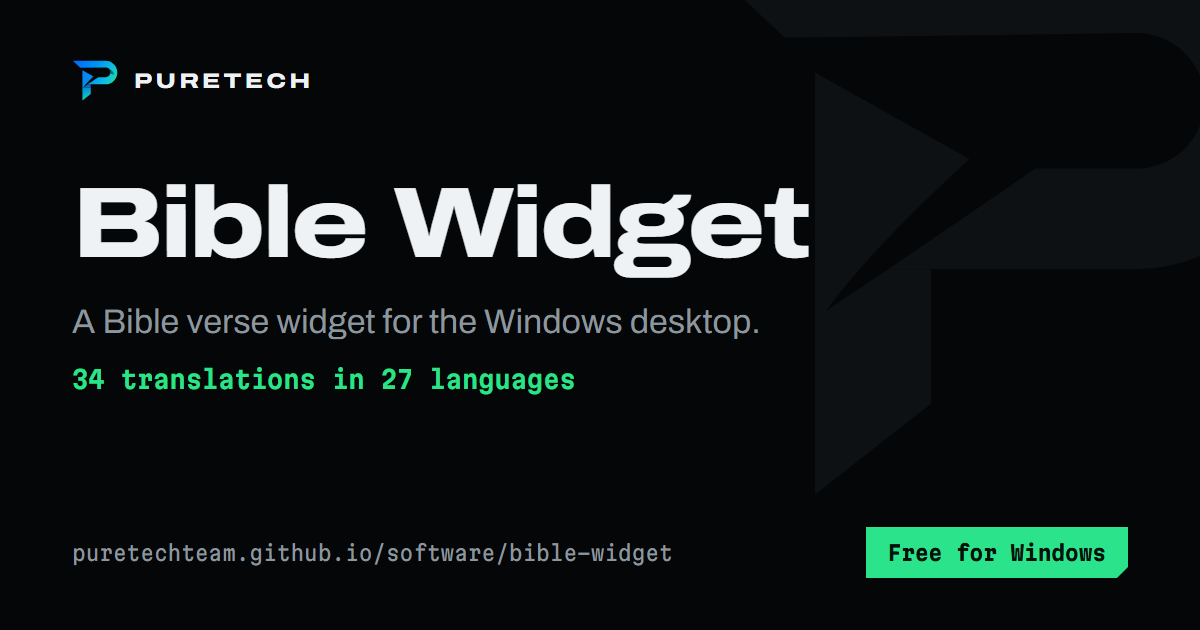 PURETECH
Bible Widget
A Bible verse widget for the Windows desktop.
34 translations in 27 languages
puretechteam.github.io/software/bible-widget
Free for Windows